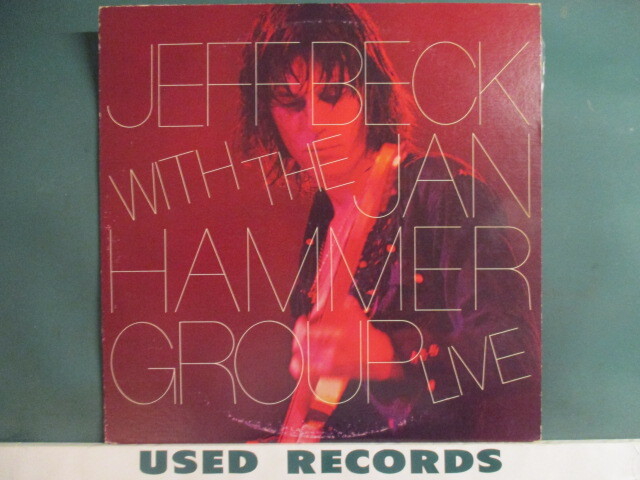 JEFF BECK
WITH THE JAN
HAMMER
GROUP LIVE
USED RECORDS